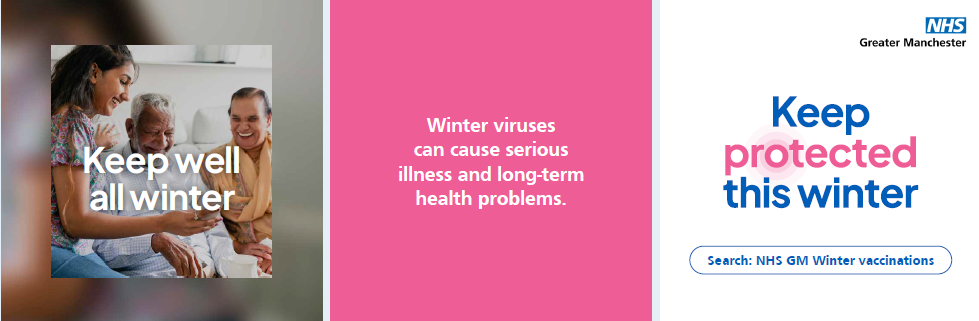 Keep well
all winter
Winter viruses
can cause serious
illness and long-term
health problems.
NHS
Greater Manchester
Keep
protected
this winter
Search: NHS GM Winter vaccinations